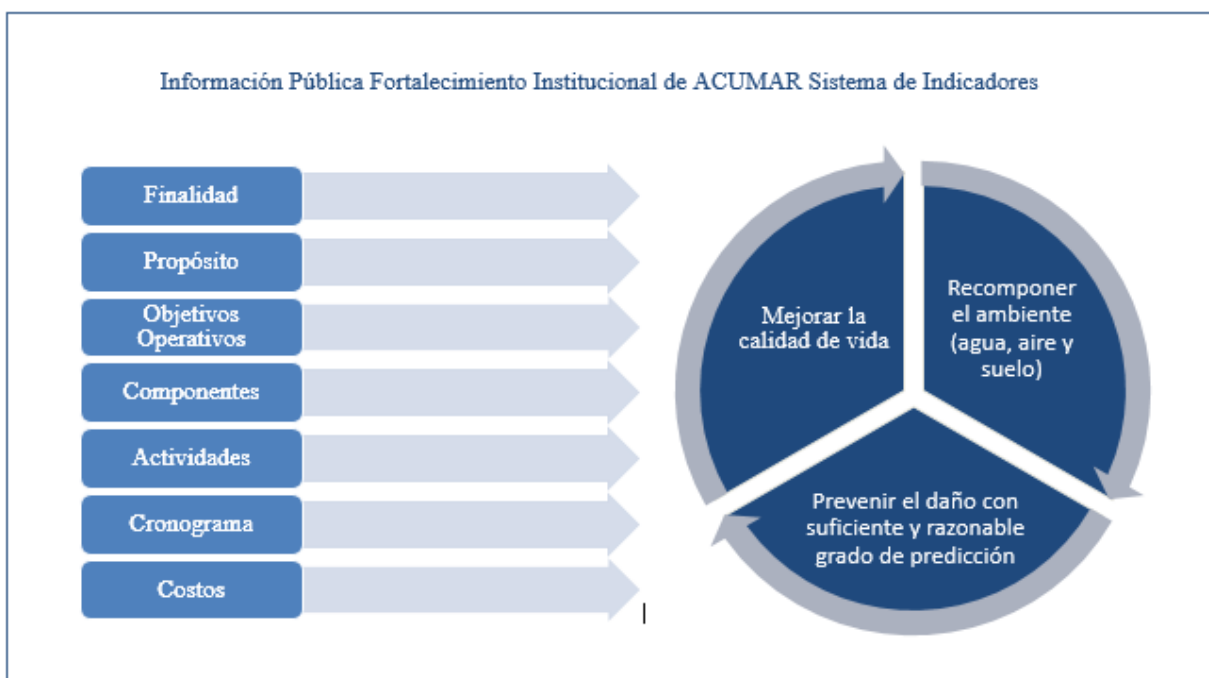 Información Pública Fortalecimiento Institucional de ACUMAR Sistema de Indicadores
Finalidad
Propósito
Objetivos
Operativos
Componentes
Actividades
Cronograma
Costos
Mejorar la
calidad de vida
Recomponer
el ambiente
(agua, aire y
suelo)
Prevenir el daño con
suficiente y razonable
grado de predicción